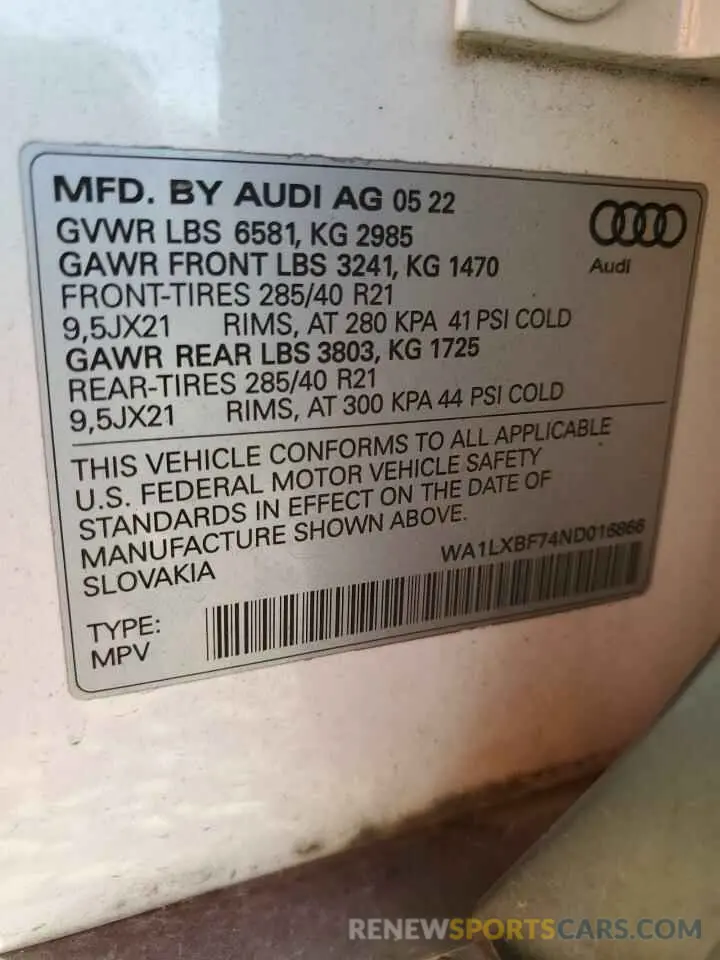 MFD. BY AUDI AG 05 22
GVWR LBS 6581, KG 2985
GAWR FRONT LBS 3241, KG 1470
FRONT-TIRES 285/40 R21
9,5JX21 RIMS, AT 280 KPA 41 PSI COLD
GAWR REAR LBS 3803, KG 1725
REAR-TIRES 285/40 R21
9,5JX21 RIMS, AT 300 KPA 44 PSI COLD
Audi
THIS VEHICLE CONFORMS TO ALL APPLICABLE
U.S. FEDERAL MOTOR VEHICLE SAFETY
STANDARDS IN EFFECT ON THE DATE OF
MANUFACTURE SHOWN ABOVE.
SLOVAKIA
WA1LXBF74ND016866
TYPE:
MPV
RENEWSPORTSCARS.COM